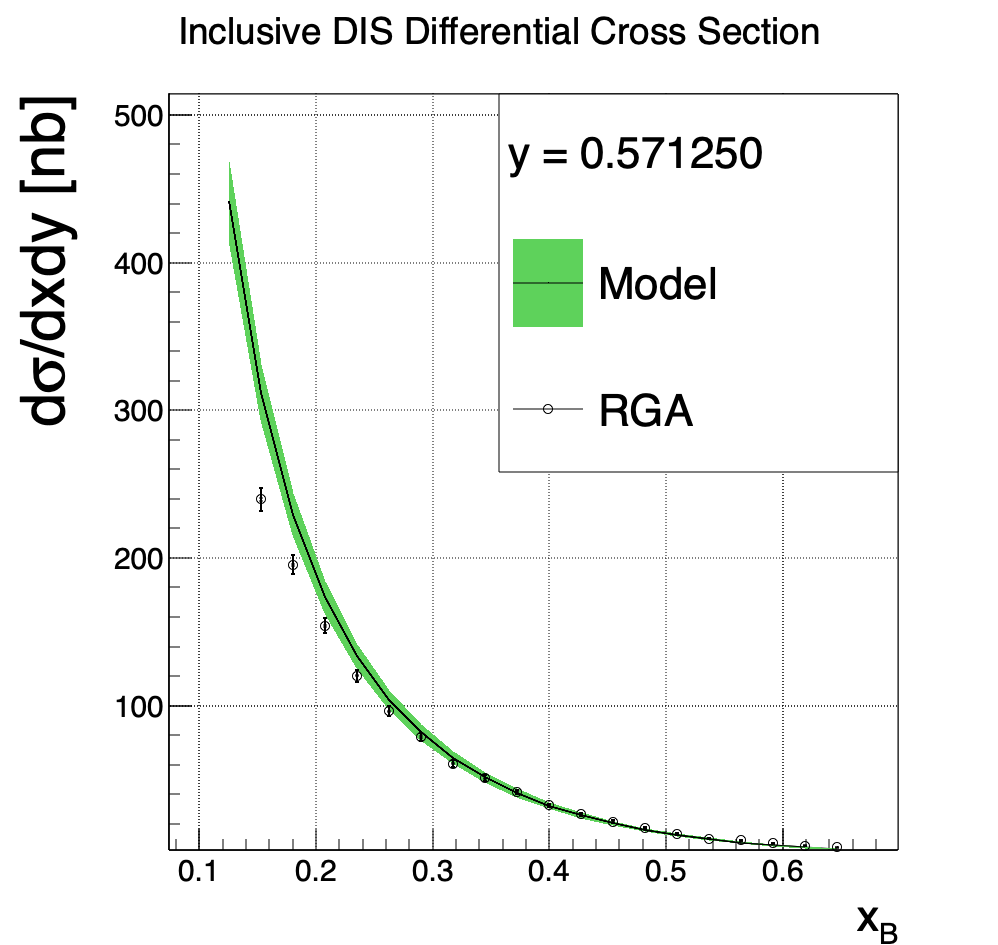 Inclusive DIS Differential Cross Section
dσ/dxdy [nb]
500
400
300
200
100
y = 0.571250
Model
RGA
0.1 0.2 0.3 0.4 0.5 0.6
xB